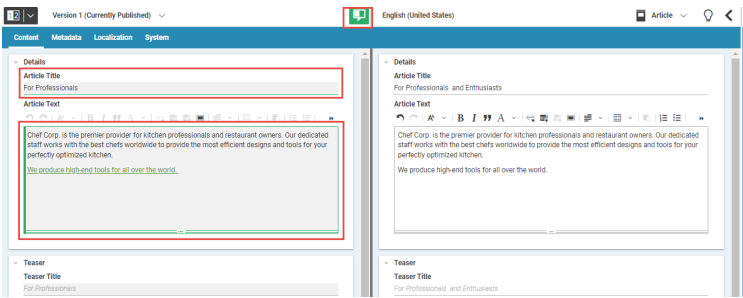 Version 1 (Currently Published)
English (United States)
Article
Content Metadata Localization System
Details
Article Title
For Professionals
Article Text
Chef Corp. is the premier provider for kitchen professionals and restaurant owners. Our dedicated
staff works with the best chefs worldwide to provide the most efficient designs and tools for your
perfectly optimized kitchen.
We produce high-end tools for all over the world.
Teaser
Teaser Title
For Professionals
Details
Article Title
For Professionals and Enthusiasts
Article Text
Chef Corp. is the premier provider for kitchen professionals and restaurant owners. Our dedicated
staff works with the best chefs worldwide to provide the most efficient designs and tools for your
perfectly optimized kitchen.
We produce high-end tools for all over the world.
Teaser
Teaser Title
For Professionals and Enthusiasts